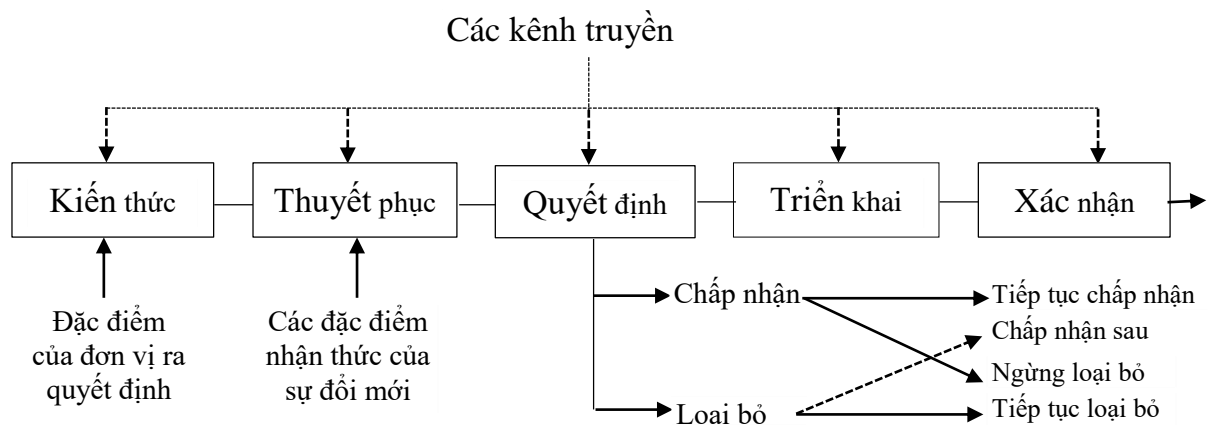 Các kênh truyền
Kiến thức
Thuyết phục
Quyết định
Triển khai
Xác nhận
Đặc điểm
của đơn vị ra
quyết định
Các đặc điểm
nhận thức của
sự đổi mới
Chấp nhận
Loại bỏ
Tiếp tục chấp nhận
Chấp nhận sau
Ngừng loại bỏ
Tiếp tục loại bỏ